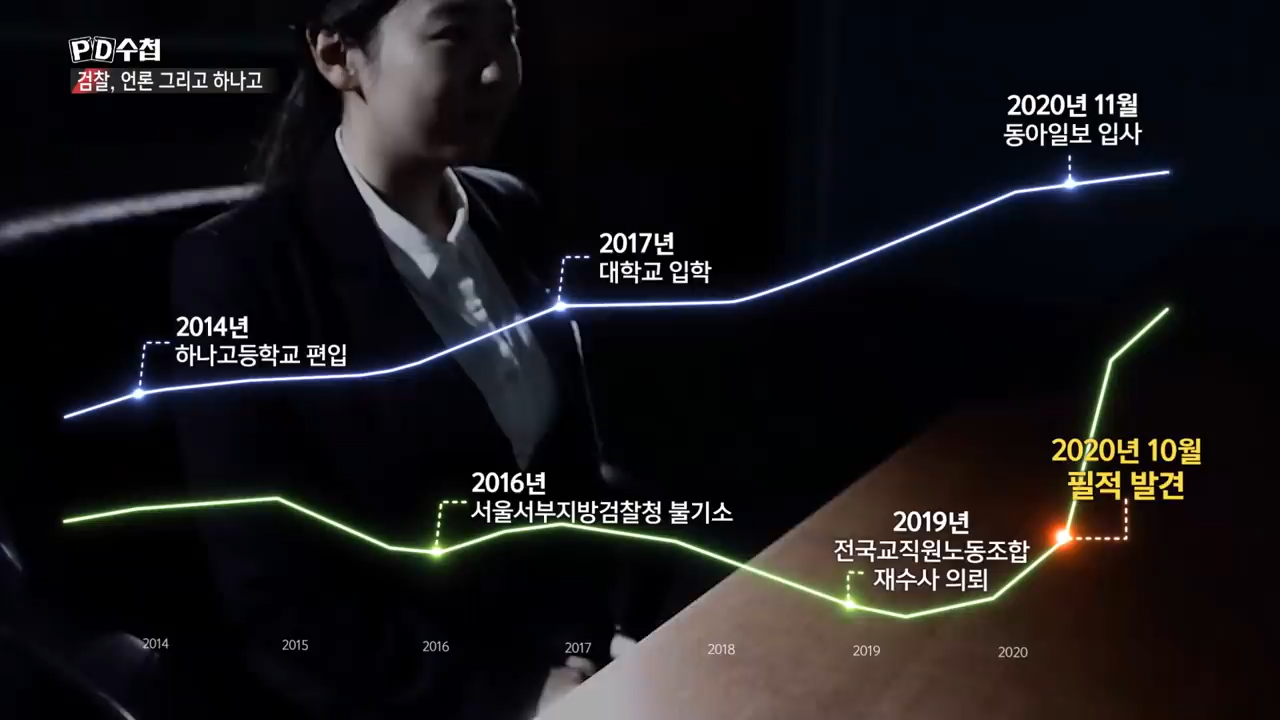 PD수첩
검찰, 언론 그리고 하나고
2020년 11월
동아일보 입사
2017년
대학교 입학
2014년
하나고등학교 편입
2020년 10월
필적 발견
2016년
서울서부지방검찰청 불기소
2019년
전국교직원노동조합
재수사 의뢰
2014 2015 2016 2017 2018 2019 2020